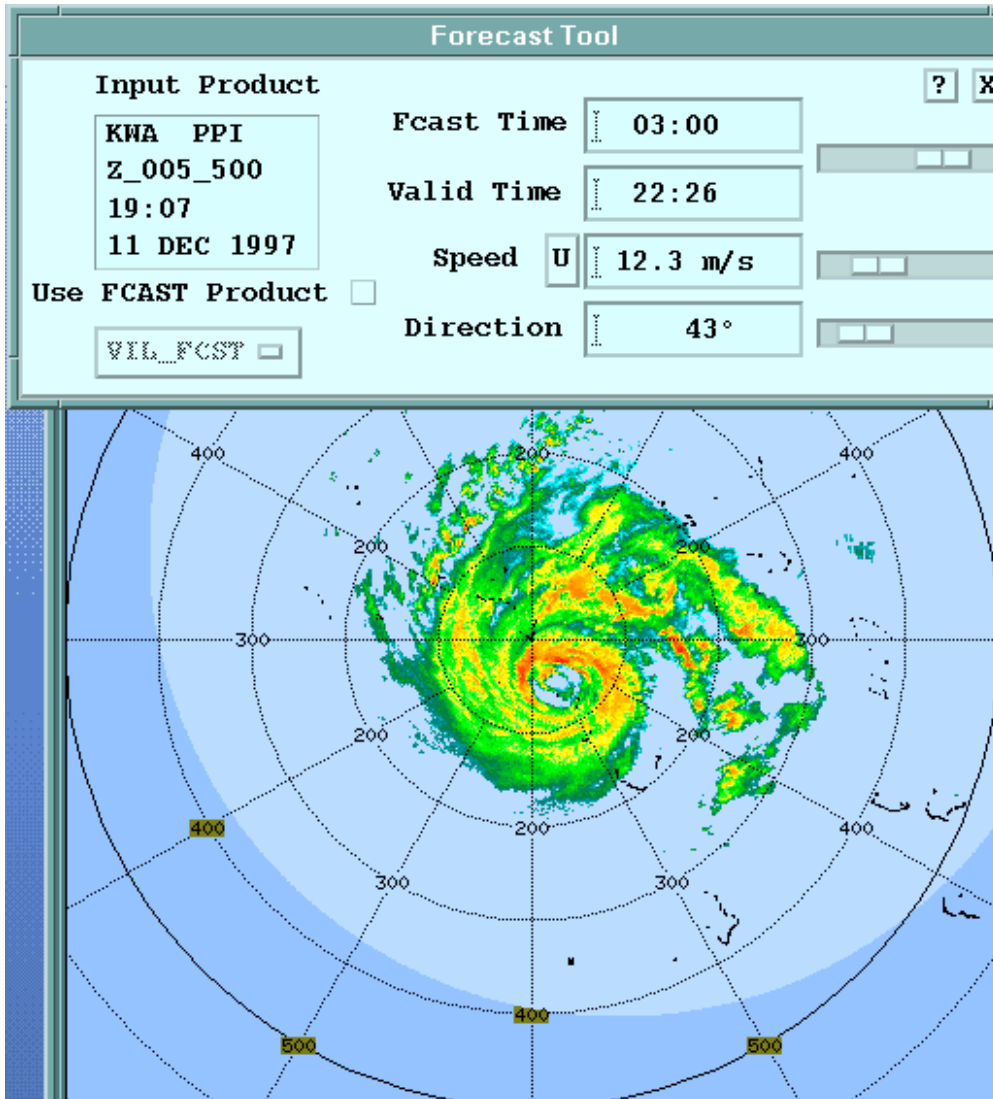 Forecast Tool
Input Product
? X
KWA PPI
Z_005_500
19:07
11 DEC 1997
Fcast Time 03:00
Valid Time 22:26
Speed U 12.3 m/s
Use FCAST Product
Direction 43°
VIL_FCST
400 200 400
200 200
300 300
200 200
400 200 400
300 300
400
500 500